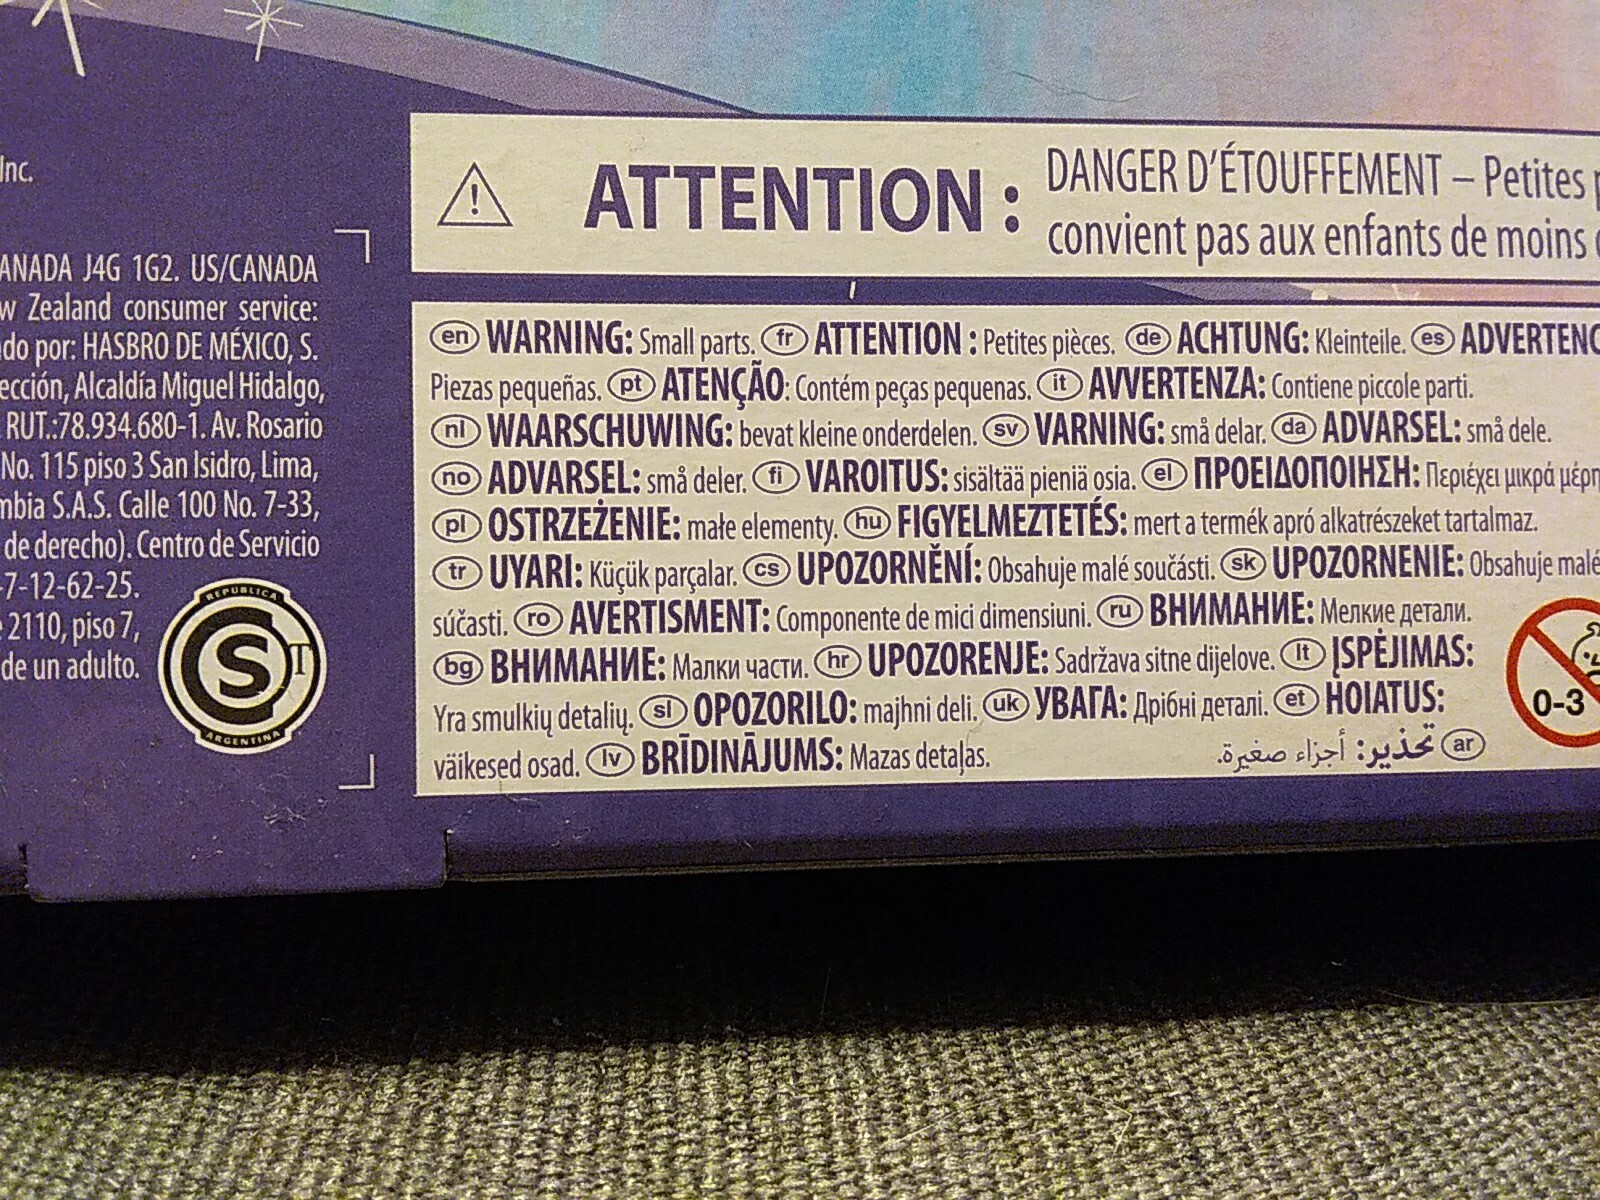 Inc.
ANADA J4G 1G2. US/CANADA
w Zealand consumer service:
do por: HASBRO DE MÉXICO, S.
ección, Alcaldía Miguel Hidalgo,
RUT.:78.934.680-1. Av. Rosario
No. 115 piso 3 San Isidro, Lima,
mbia S.A.S. Calle 100 No. 7-33,
de derecho). Centro de Servicio
-7-12-62-25.
2110, piso 7,
de un adulto.
REPUBLICA
S
T
ARGENTINA
ATTENTION :
DANGER D'ÉTOUFFEMENT – Petites p
convient pas aux enfants de moins
en WARNING: Small parts. fr ATTENTION : Petites pièces. de ACHTUNG: Kleinteile. es ADVERTENC
Piezas pequeñas. pt ATENÇÃO: Contém peças pequenas. it AVVERTENZA: Contiene piccole parti.
nl WAARSCHUWING: bevat kleine onderdelen. sv VARNING: små delar. da ADVARSEL: små dele.
no ADVARSEL: små deler. fi VAROITUS: sisältää pieniä osia. el ΠΡΟΕΙΔΟΠΟΙΗΣΗ: Περιέχει μικρά μέρη
pl OSTRZEŻENIE: małe elementy. hu FIGYELMEZTETÉS: mert a termék apró alkatrészeket tartalmaz.
tr UYARI: Küçük parçalar. cs UPOZORNĚNÍ: Obsahuje malé součásti. sk UPOZORNENIE: Obsahuje malé
súčasti. ro AVERTISMENT: Componente de mici dimensiuni. ru ВНИМАНИЕ: Мелкие детали.
bg ВНИМАНИЕ: Малки части. hr UPOZORENJE: Sadržava sitne dijelove. lt ĮSPĖJIMAS:
Yra smulkių detalių. sl OPOZORILO: majhni deli. uk УВАГА: Дрібні деталі. et HOIATUS:
väikesed osad. lv BRĪDINĀJUMS: Mazas detaļas. ar تحذير: أجزاء صغيرة.
0-3